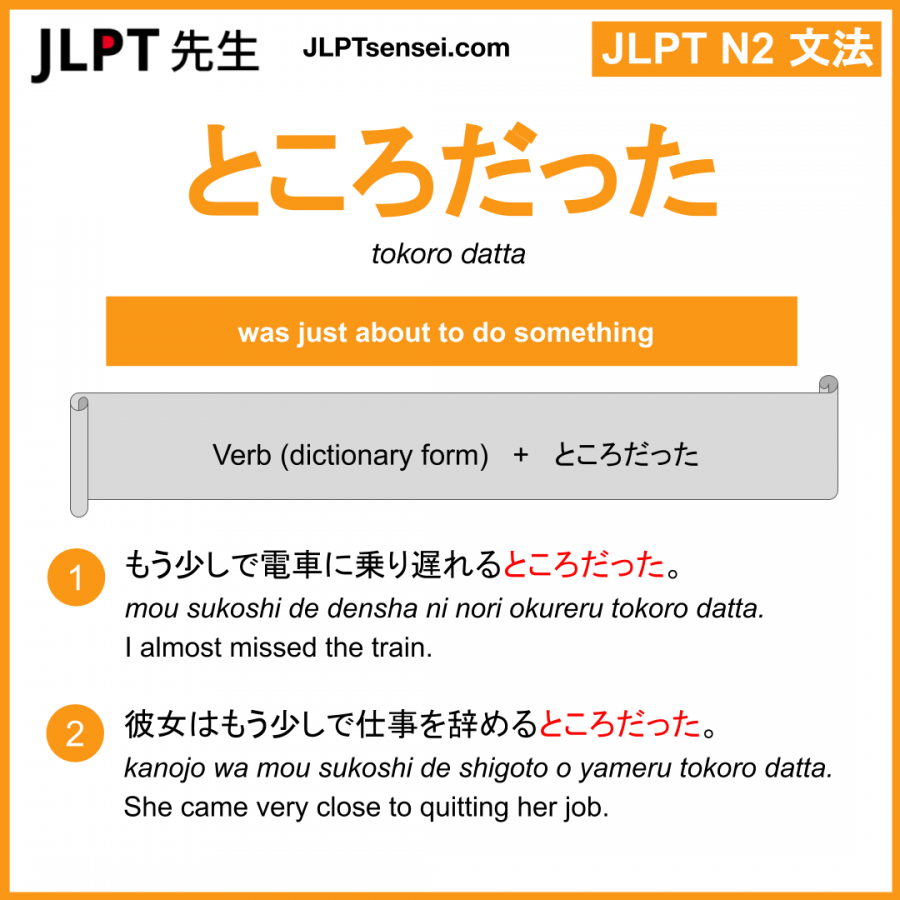 JLPT 先生
JLPTsensei.com
JLPT N2 文法
ところだった
tokoro datta
was just about to do something
Verb (dictionary form) + ところだった
1
もう少しで電車に乗り遅れるところだった。
mou sukoshi de densha ni nori okureru tokoro datta.
I almost missed the train.
2
彼女はもう少しで仕事を辞めるところだった。
kanojo wa mou sukoshi de shigoto o yameru tokoro datta.
She came very close to quitting her job.